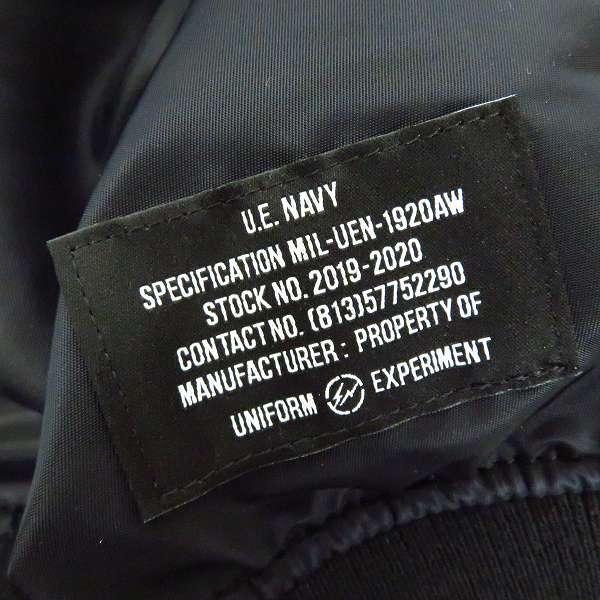 U.E. NAVY
SPECIFICATION MIL-UEN-1920AW
STOCK NO. 2019-2020
CONTACT NO. (813)57752290
MANUFACTURER: PROPERTY OF
UNIFORM EXPERIMENT